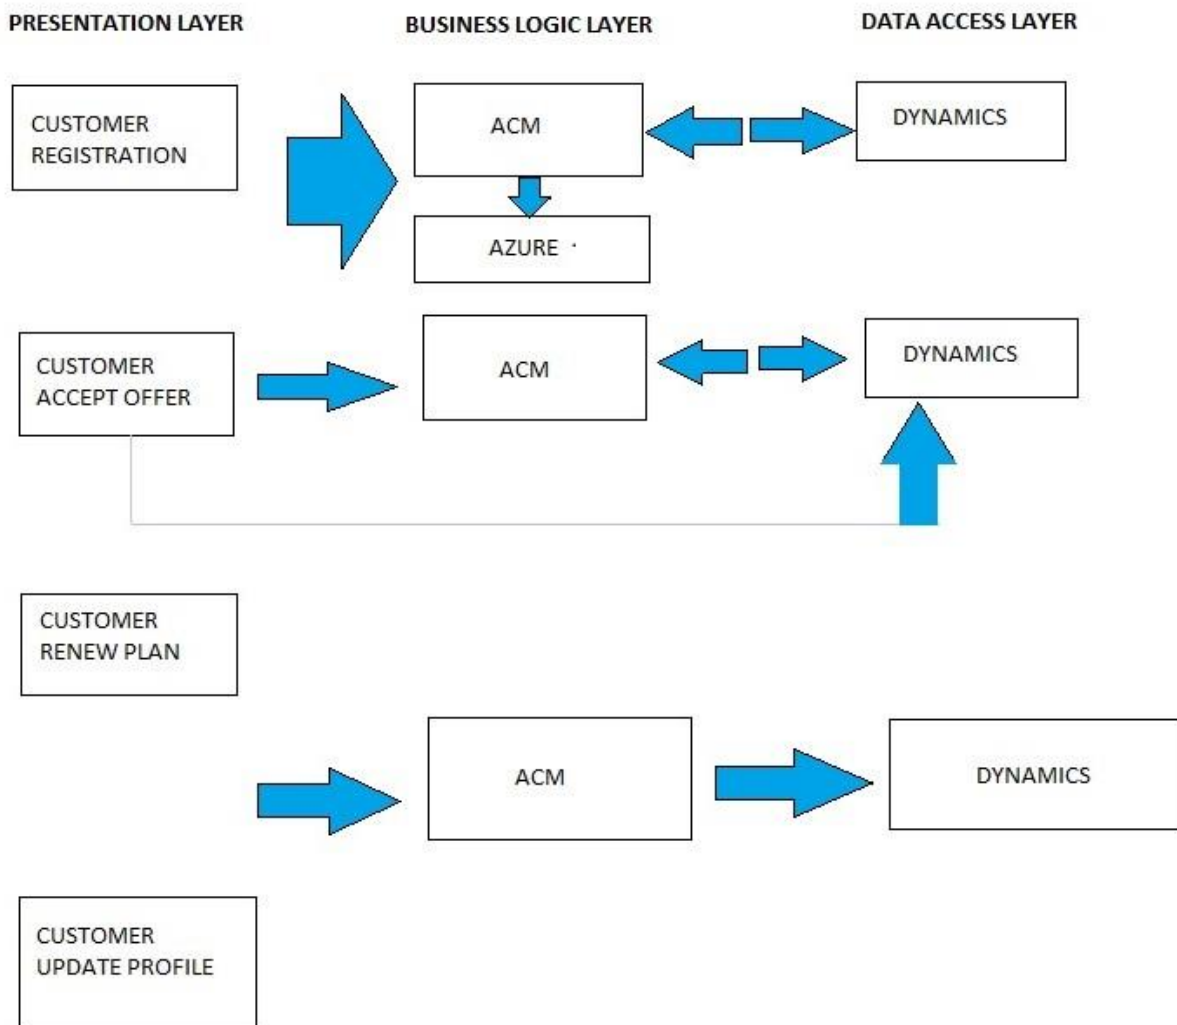 PRESENTATION LAYER
BUSINESS LOGIC LAYER
DATA ACCESS LAYER
CUSTOMER
REGISTRATION
ACM
DYNAMICS
AZURE
CUSTOMER
ACCEPT OFFER
ACM
DYNAMICS
CUSTOMER
RENEW PLAN
ACM
DYNAMICS
CUSTOMER
UPDATE PROFILE